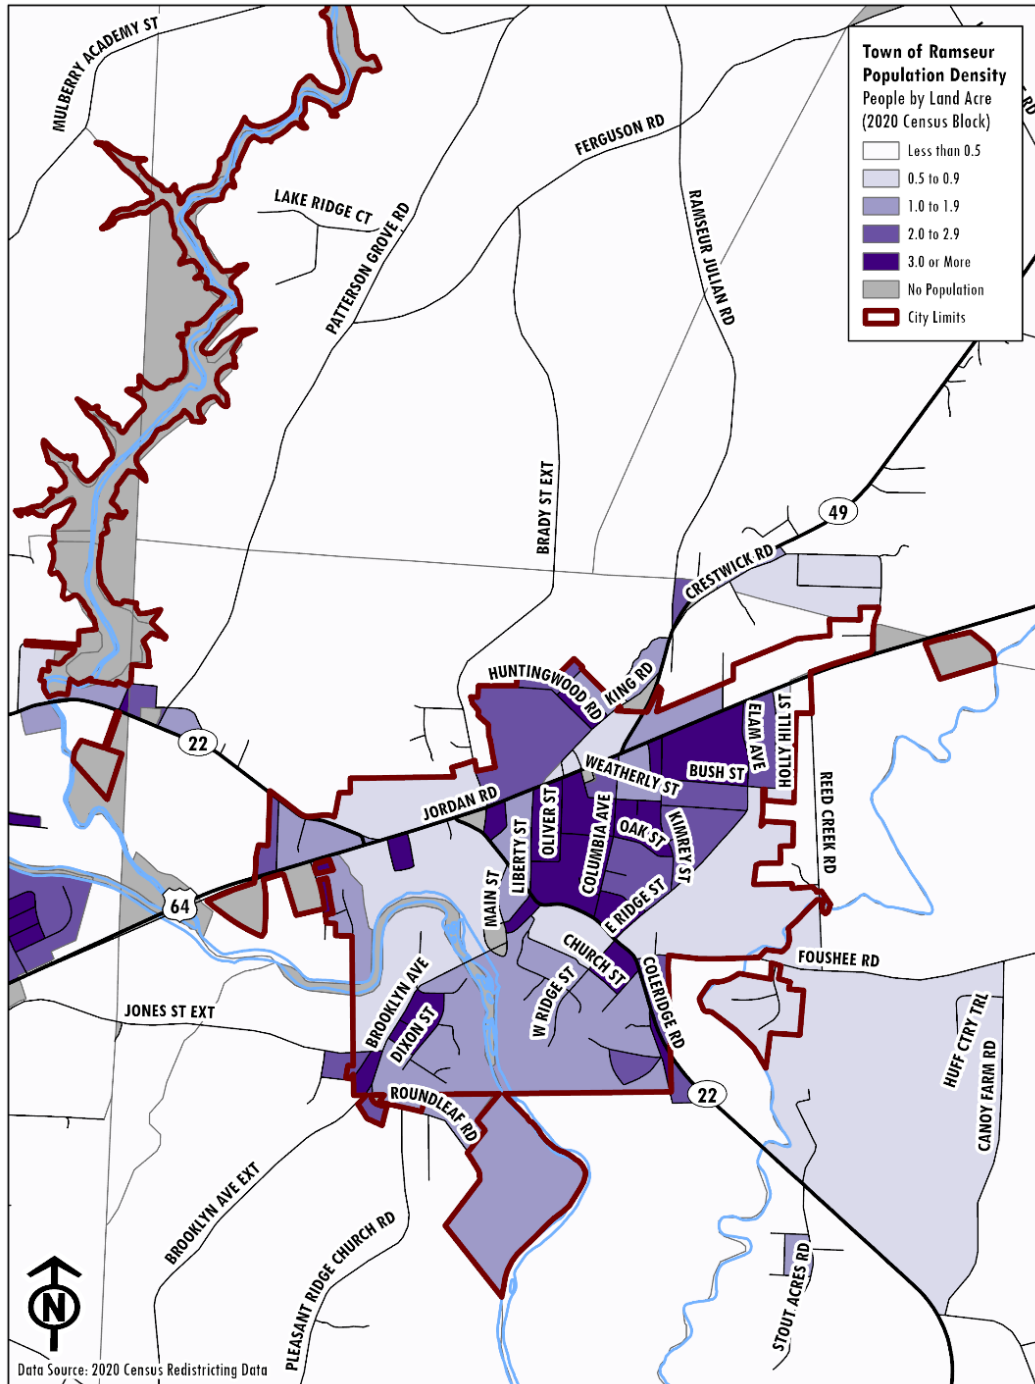 MULBERRY ACADEMY ST
Town of Ramseur
Population Density
People by Land Acre
(2020 Census Block)
Less than 0.5
0.5 to 0.9
1.0 to 1.9
2.0 to 2.9
3.0 or More
No Population
City Limits
RD
FERGUSON RD
LAKE RIDGE CT
PATTERSON GROVE RD
RAMSEUR JULIAN RD
BRADY ST EXT
49
CRESTWICK RD
HUNTINGWOOD RD
KING RD
22
WEATHERLY ST
ELAM AVE
HOLLY HILL ST
BUSH ST
JORDAN RD
LIBERTY ST
OLIVER ST
COLUMBIA AVE
OAK ST
KIMREY ST
REED CREEK RD
64
MAIN ST
E RIDGE ST
CHURCH ST
W RIDGE ST
COLERIDGE RD
FOUSHEE RD
JONES ST EXT
BROOKLYN AVE
DIXON ST
HUFF CTRY TRL
CANOY FARM RD
ROUNDLEAF RD
22
BROOKLYN AVE EXT
PLEASANT RIDGE CHURCH RD
STOUT ACRES RD
N
Data Source: 2020 Census Redistricting Data